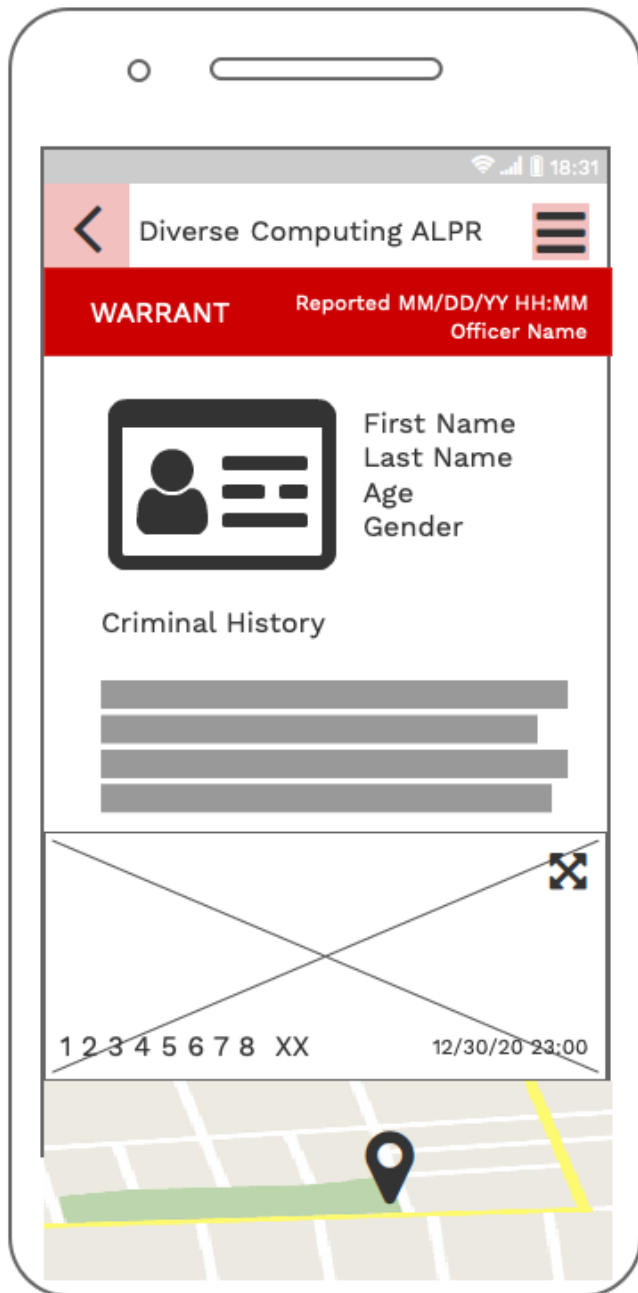 18:31
Diverse Computing ALPR
WARRANT
Reported MM/DD/YY HH:MM
Officer Name
First Name
Last Name
Age
Gender
Criminal History
1 2 3 4 5 6 7 8 XX
12/30/20 23:00